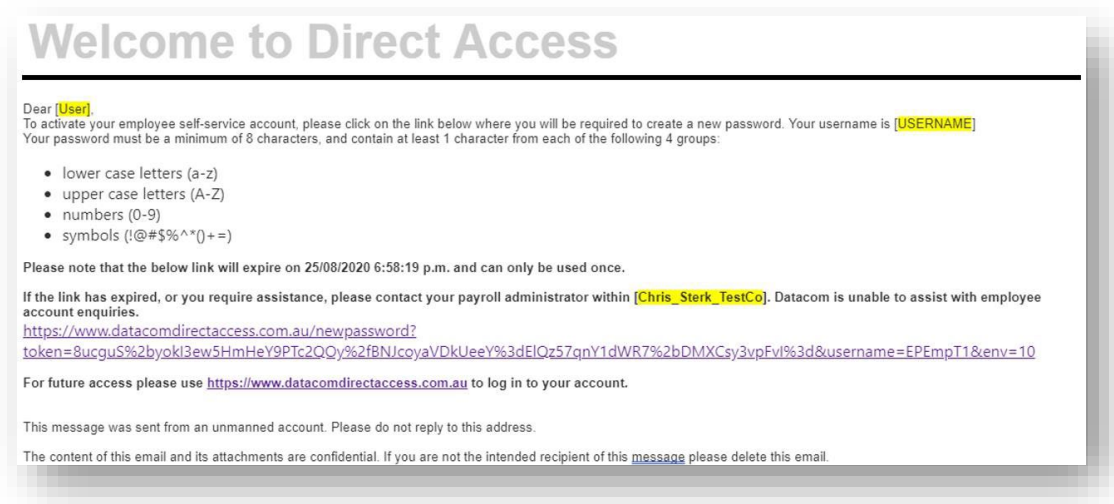 Welcome to Direct Access
Dear [User],
To activate your employee self-service account, please click on the link below where you will be required to create a new password. Your username is [USERNAME]
Your password must be a minimum of 8 characters, and contain at least 1 character from each of the following 4 groups:
• lower case letters (a-z)
• upper case letters (A-Z)
• numbers (0-9)
• symbols (!@#$%^*()+=)
Please note that the below link will expire on 25/08/2020 6:58:19 p.m. and can only be used once.
If the link has expired, or you require assistance, please contact your payroll administrator within [Chris_Sterk_TestCo]. Datacom is unable to assist with employee
account enquiries.
https://www.datacomdirectaccess.com.au/newpassword?
token=8ucguS%2byokI3ew5HmHeY9PTc2QOy%2fBNJcoyaVDkUeeY%3dElQz57qnY1dWR7%2bDMXCsy3vpFvI%3d&username=EPEmpT1&env=10
For future access please use https://www.datacomdirectaccess.com.au to log in to your account.
This message was sent from an unmanned account. Please do not reply to this address.
The content of this email and its attachments are confidential. If you are not the intended recipient of this message please delete this email.